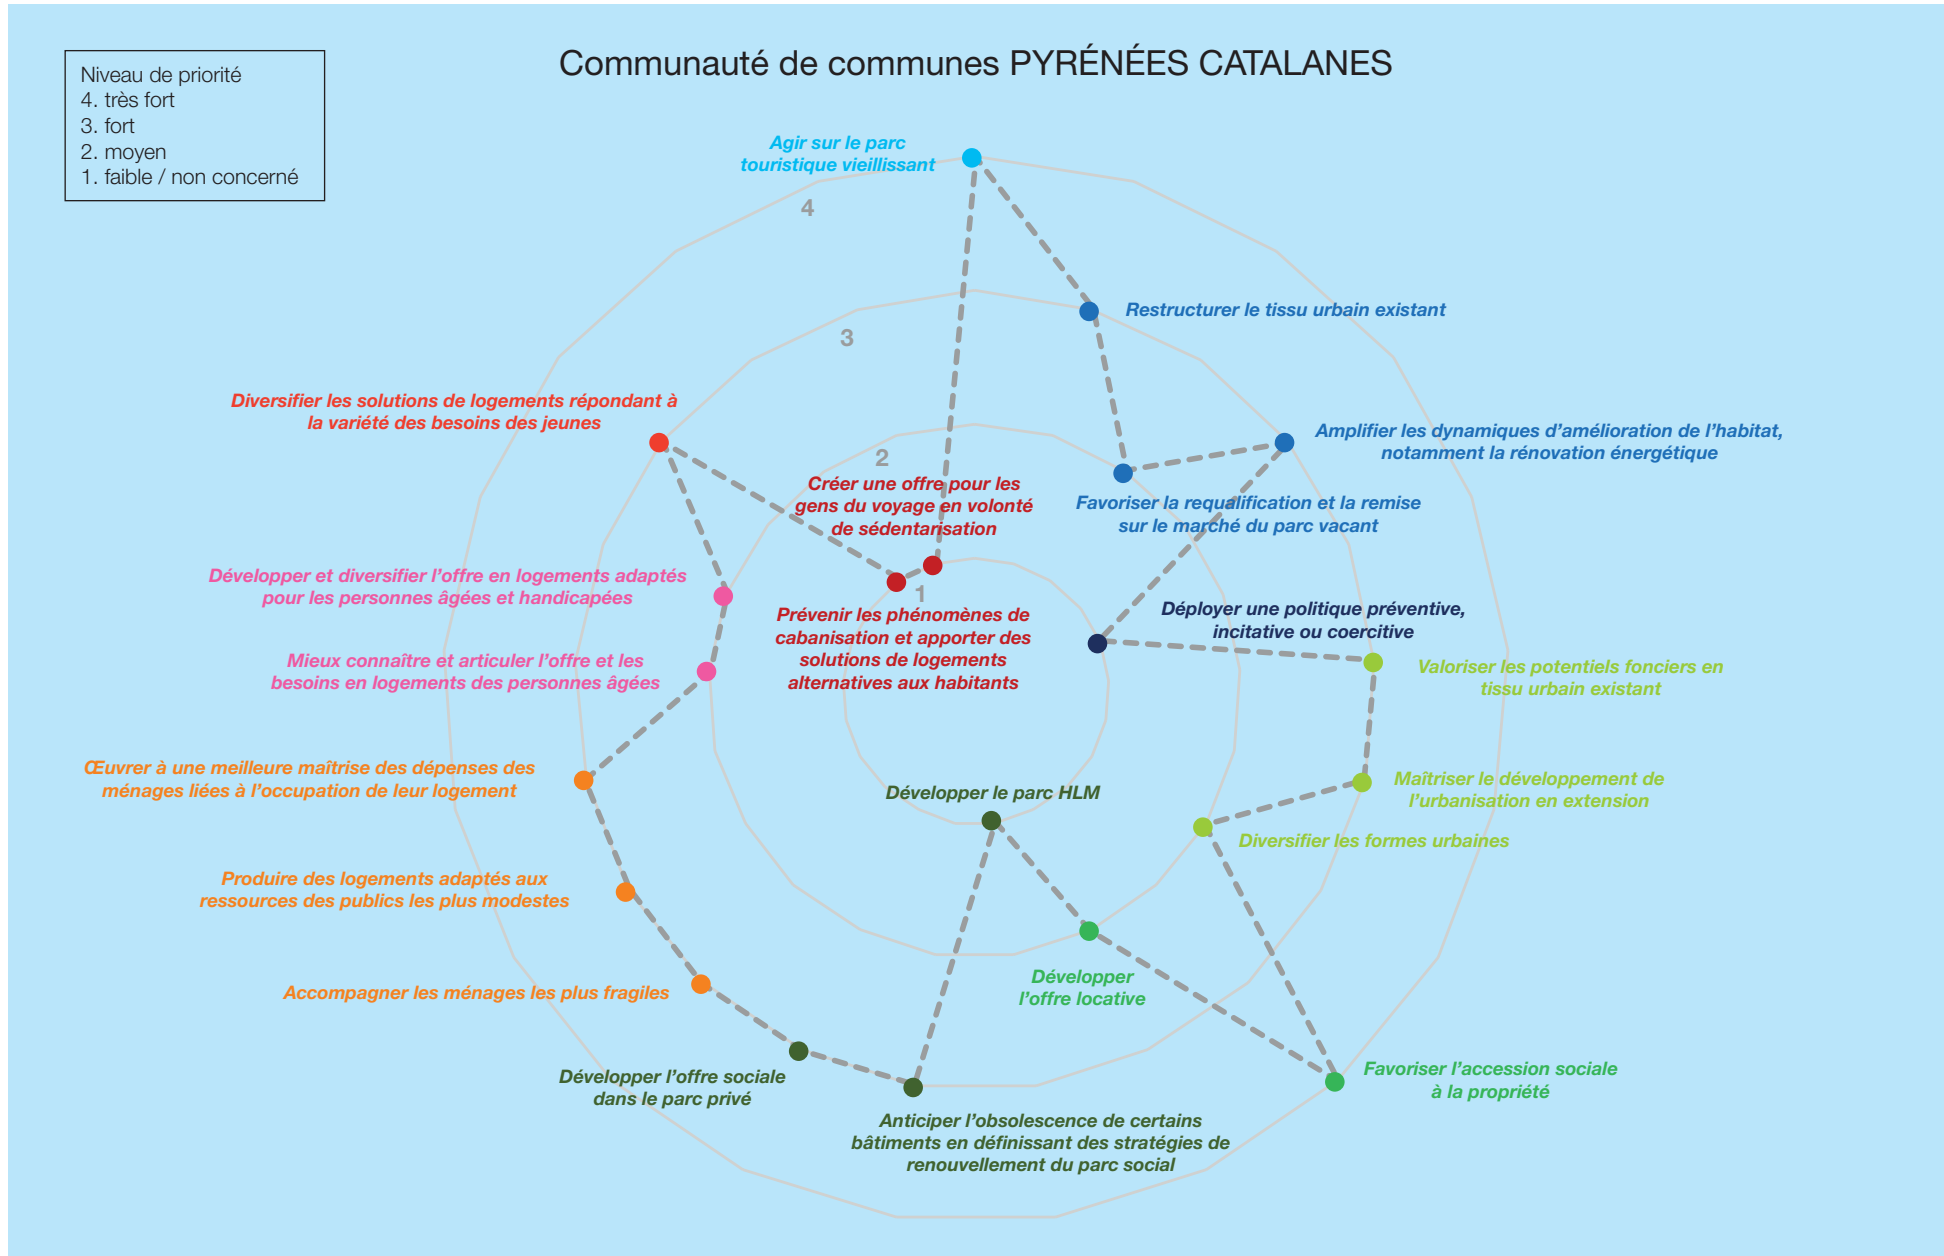 Communauté de communes PYRÉNÉES CATALANES
Niveau de priorité
4. très fort
3. fort
2. moyen
1. faible / non concerné
Agir sur le parc
touristique vieillissant
4
3
2
1
Restructurer le tissu urbain existant
Diversifier les solutions de logements répondant à
la variété des besoins des jeunes
Amplifier les dynamiques d’amélioration de l’habitat,
notamment la rénovation énergétique
Créer une offre pour les
gens du voyage en volonté
de sédentarisation
Favoriser la requalification et la remise
sur le marché du parc vacant
Développer et diversifier l’offre en logements adaptés
pour les personnes âgées et handicapées
Prévenir les phénomènes de
cabanisation et apporter des
solutions de logements
alternatives aux habitants
Déployer une politique préventive,
incitative ou coercitive
Mieux connaître et articuler l’offre et les
besoins en logements des personnes âgées
Valoriser les potentiels fonciers en
tissu urbain existant
Œuvrer à une meilleure maîtrise des dépenses des
ménages liées à l’occupation de leur logement
Développer le parc HLM
Maîtriser le développement de
l’urbanisation en extension
Diversifier les formes urbaines
Produire des logements adaptés aux
ressources des publics les plus modestes
Accompagner les ménages les plus fragiles
Développer
l’offre locative
Développer l’offre sociale
dans le parc privé
Favoriser l’accession sociale
à la propriété
Anticiper l’obsolescence de certains
bâtiments en définissant des stratégies de
renouvellement du parc social